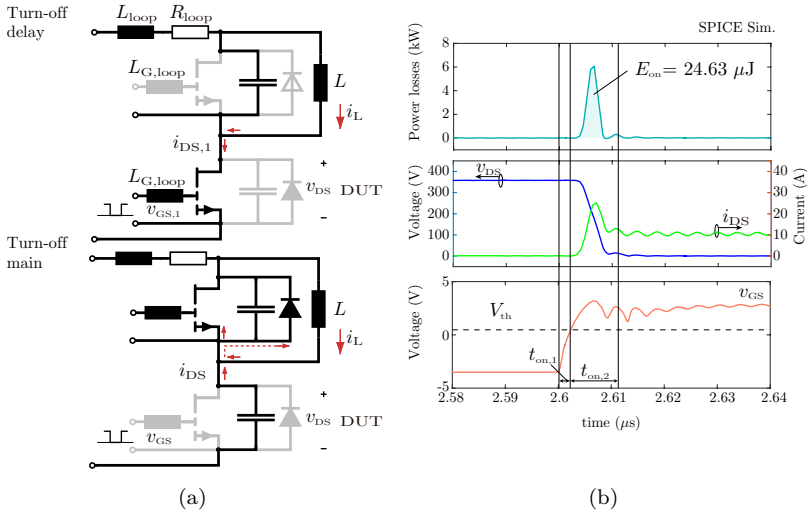 Turn-off
delay
L_loop R_loop
L_G,loop
L
i_L
i_DS,1
L_G,loop
v_GS,1
+
v_DS DUT
−
Turn-off
main
L
i_L
i_DS
v_GS
+
v_DS DUT
−
(a)
SPICE Sim.
Power losses (kW)
8
6
4
2
0
E_on = 24.63 μJ
Voltage (V)
400
300
200
100
0
v_DS
i_DS
40
30
20
10
0
Current (A)
Voltage (V)
5
0
-5
V_th
v_GS
t_on,1
t_on,2
2.58 2.59 2.6 2.61 2.62 2.63 2.64
time (μs)
(b)